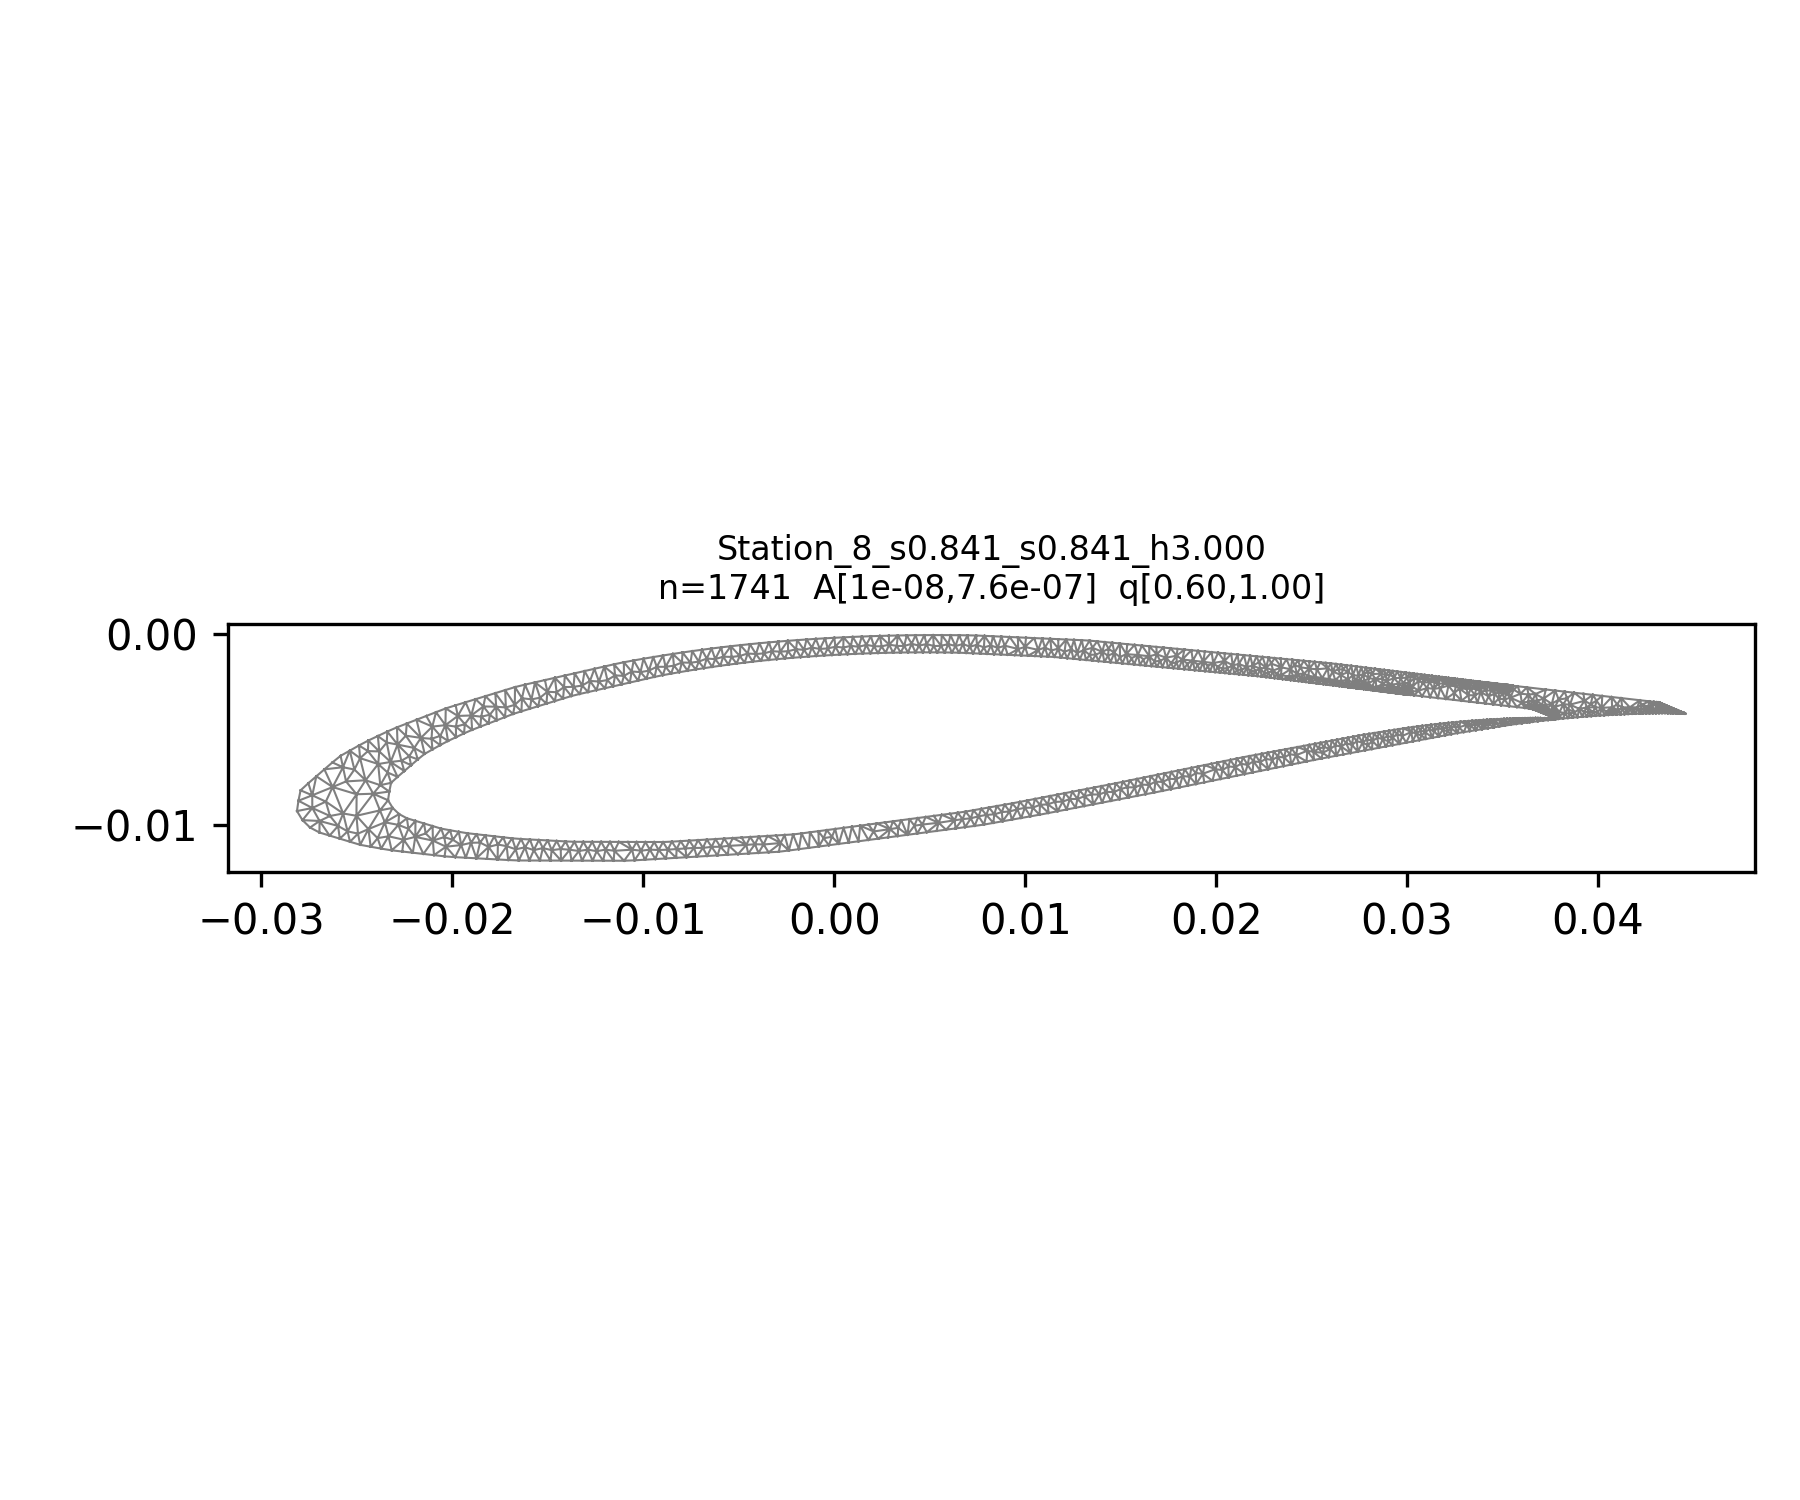 Station_8_s0.841_s0.841_h3.000
n=1741  A[1e-08,7.6e-07]  q[0.60,1.00]
0.00
−0.01
−0.03 −0.02 −0.01 0.00 0.01 0.02 0.03 0.04